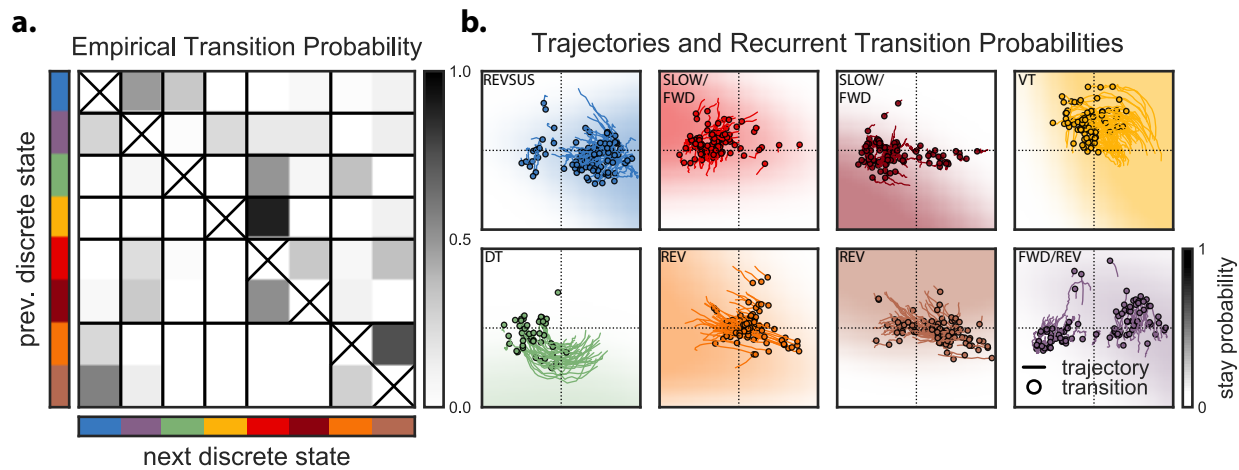 a.
Empirical Transition Probability
prev. discrete state
next discrete state
1.0
0.5
0.0
b.
Trajectories and Recurrent Transition Probabilities
REVSUS
SLOW/
FWD
SLOW/
FWD
VT
DT
REV
REV
FWD/REV
trajectory
transition
1
0
stay probability